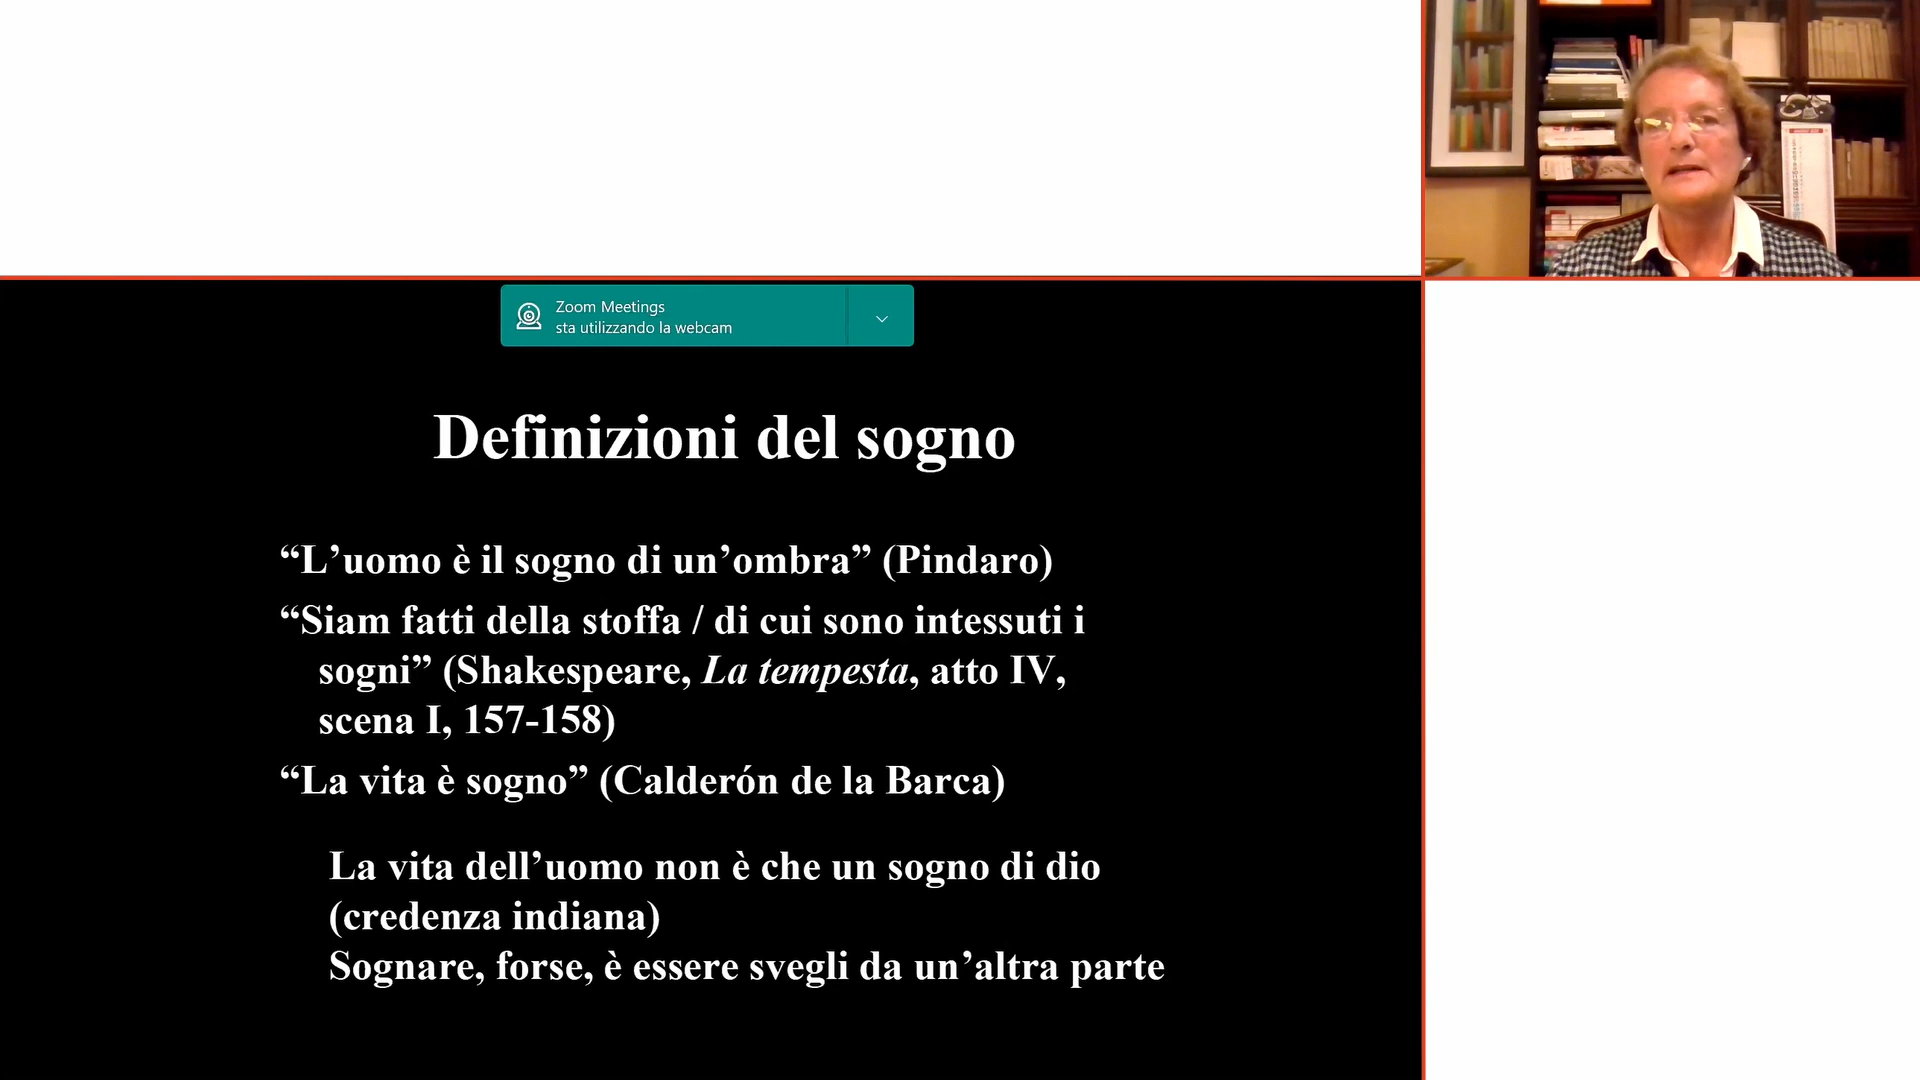 Zoom Meetings
sta utilizzando la webcam
Definizioni del sogno
“L’uomo è il sogno di un’ombra” (Pindaro)
“Siam fatti della stoffa / di cui sono intessuti i
sogni” (Shakespeare, La tempesta, atto IV,
scena I, 157-158)
“La vita è sogno” (Calderón de la Barca)
La vita dell’uomo non è che un sogno di dio
(credenza indiana)
Sognare, forse, è essere svegli da un’altra parte